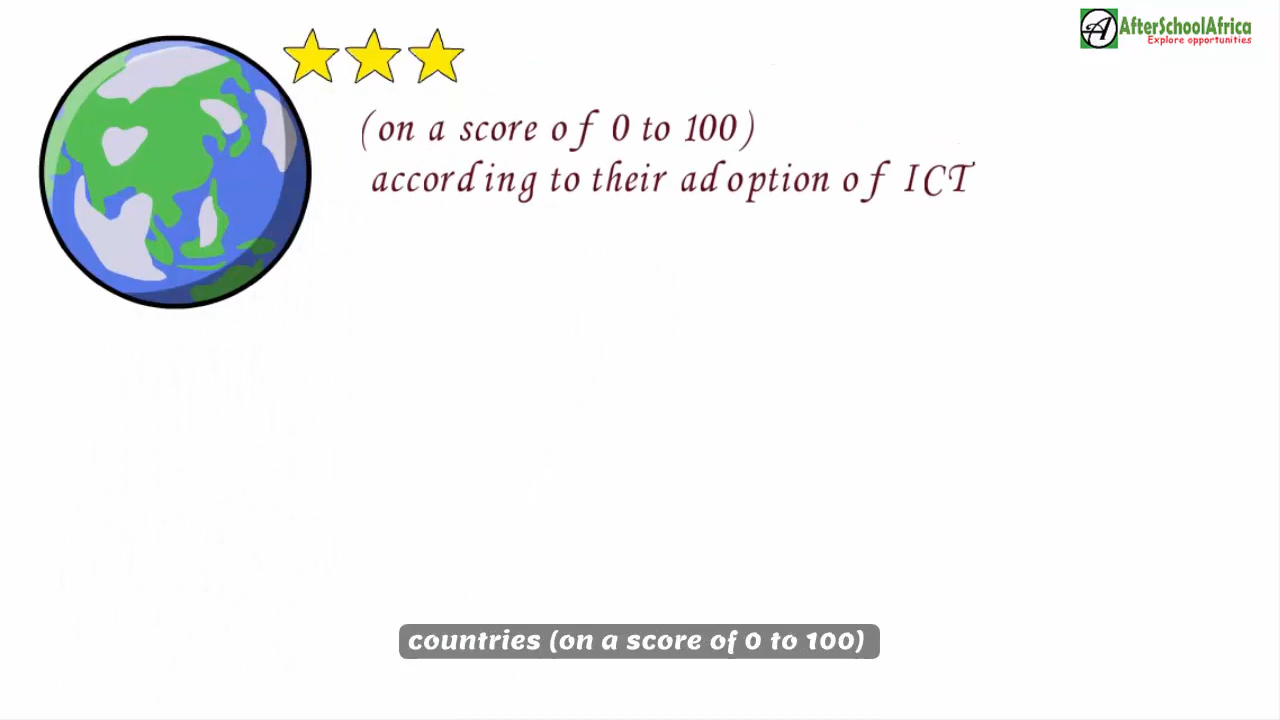 AfterSchoolAfrica
Explore opportunities
(on a score of 0 to 100)
according to their adoption of ICT
countries (on a score of 0 to 100)